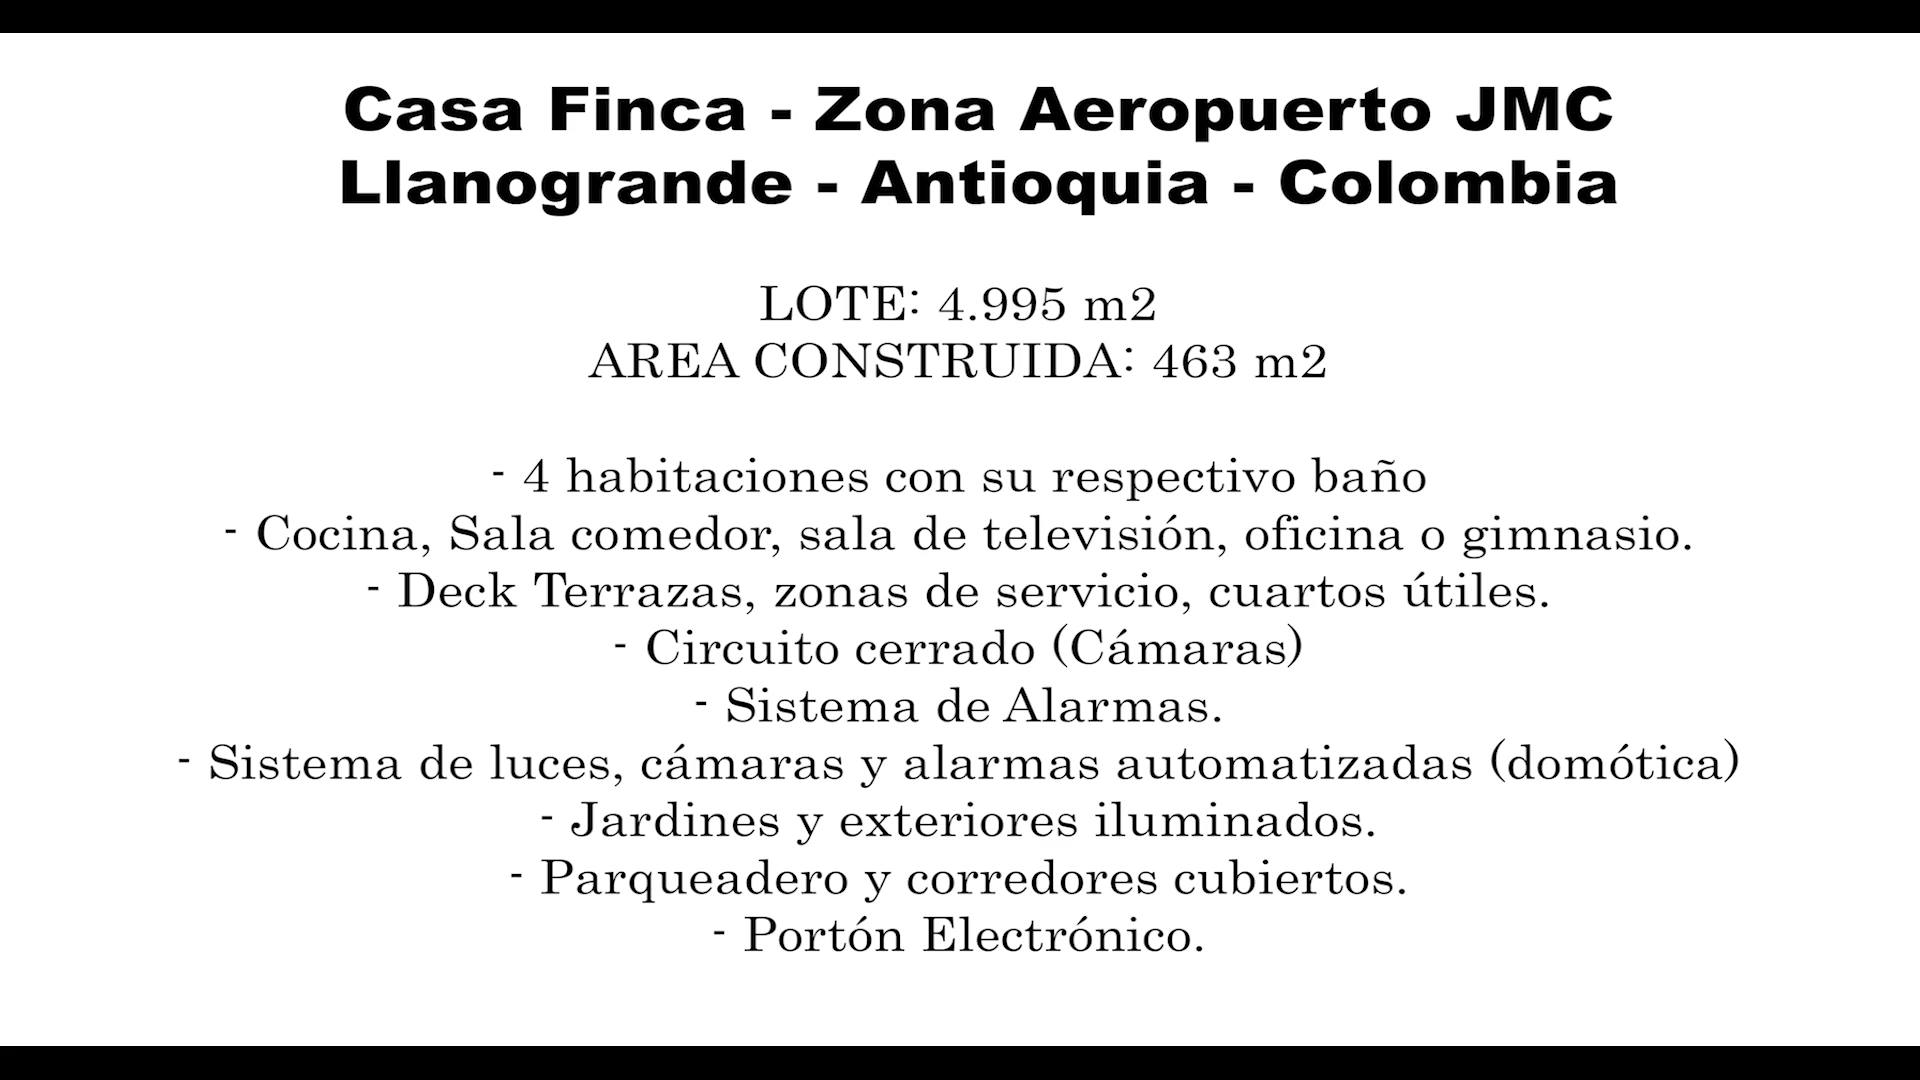 Casa Finca - Zona Aeropuerto JMC
Llanogrande - Antioquia - Colombia
LOTE: 4.995 m2
AREA CONSTRUIDA: 463 m2
- 4 habitaciones con su respectivo baño
- Cocina, Sala comedor, sala de televisión, oficina o gimnasio.
- Deck Terrazas, zonas de servicio, cuartos útiles.
- Circuito cerrado (Cámaras)
- Sistema de Alarmas.
- Sistema de luces, cámaras y alarmas automatizadas (domótica)
- Jardines y exteriores iluminados.
- Parqueadero y corredores cubiertos.
- Portón Electrónico.